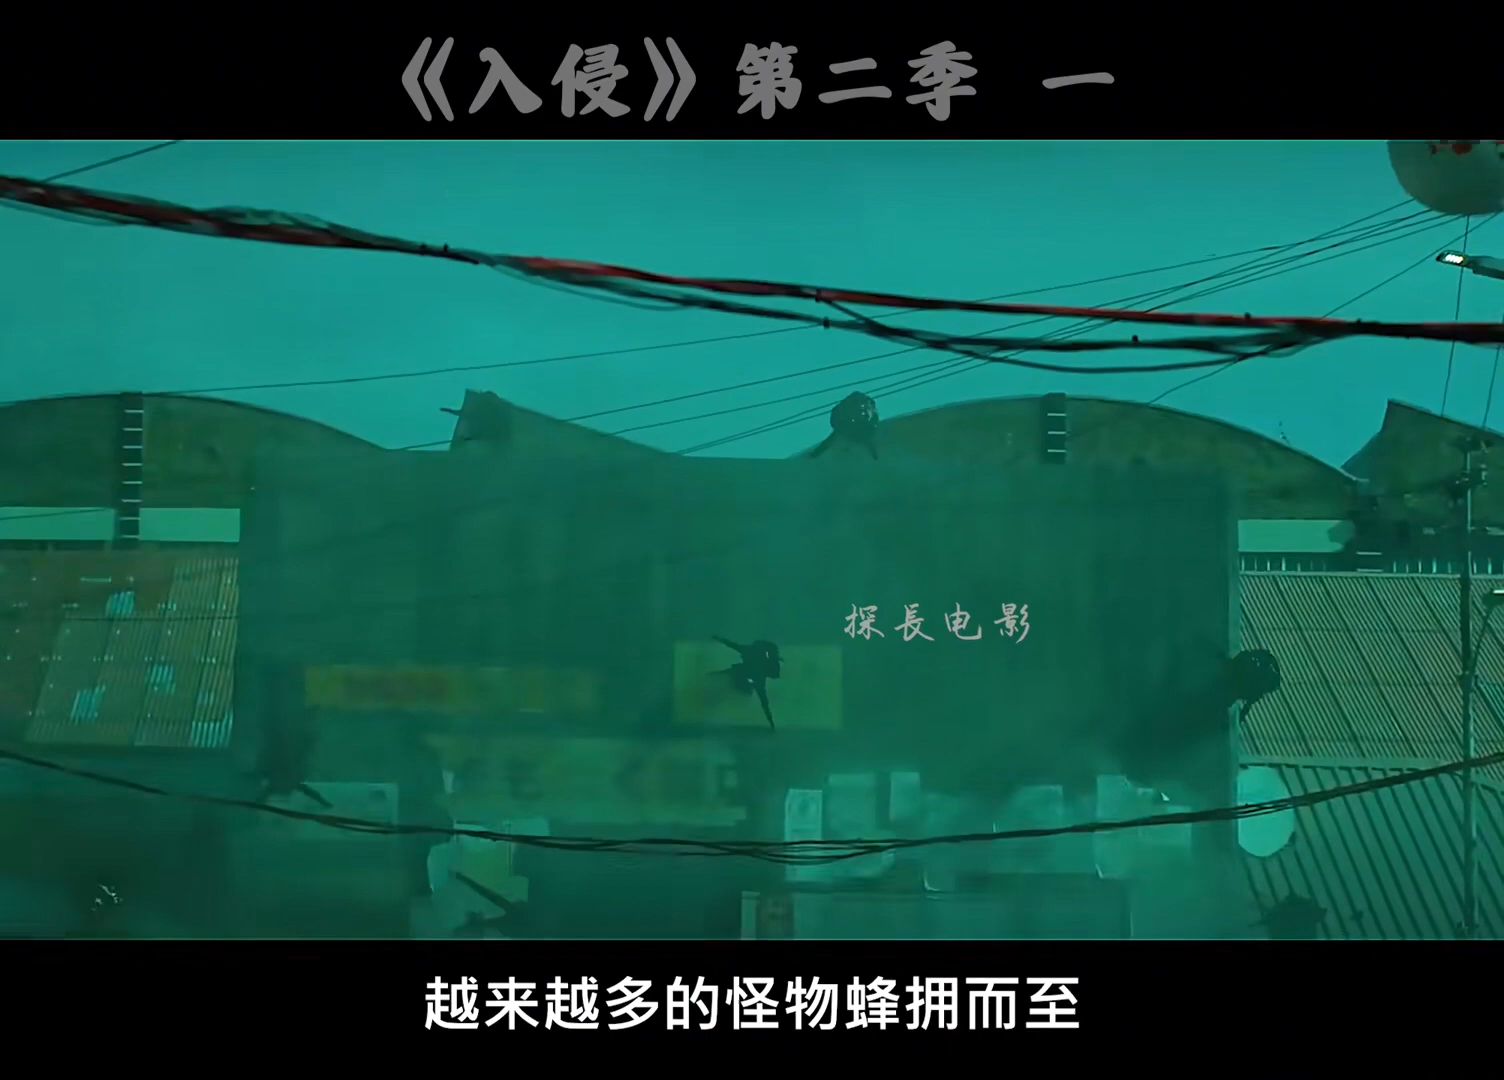 《入侵》第二季 一
探長电影
越来越多的怪物蜂拥而至